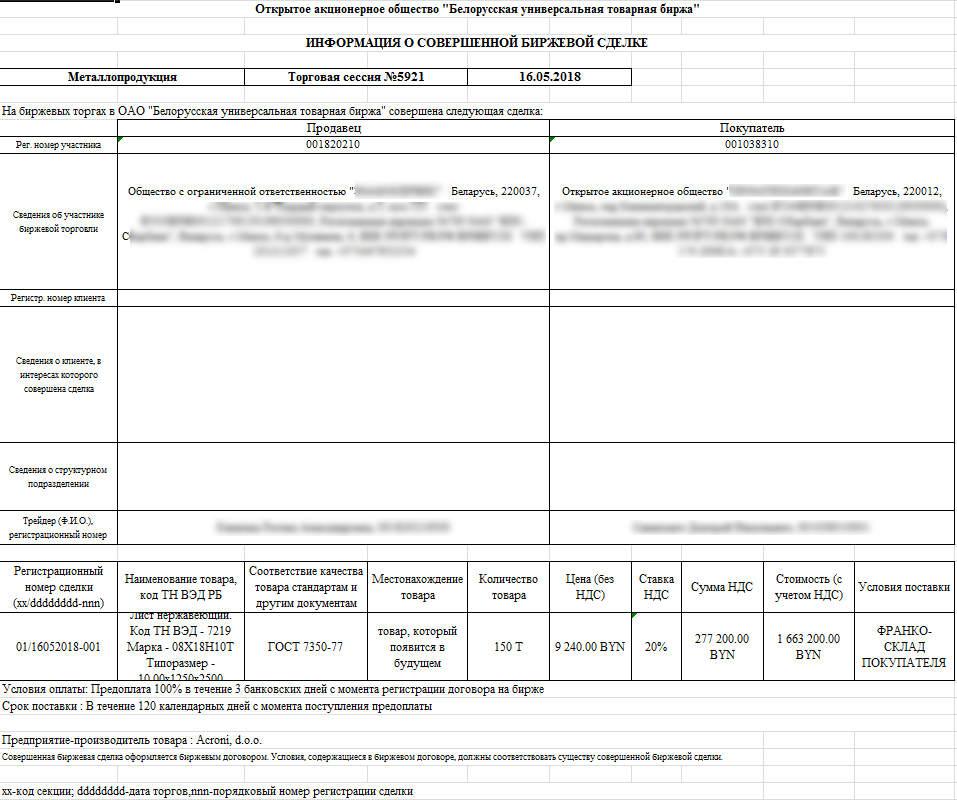 Открытое акционерное общество "Белорусская универсальная товарная биржа"
ИНФОРМАЦИЯ О СОВЕРШЕННОЙ БИРЖЕВОЙ СДЕЛКЕ
Металлопродукция Торговая сессия №5921 16.05.2018
На биржевых торгах в ОАО "Белорусская универсальная товарная биржа" совершена следующая сделка:
Продавец Покупатель
Рег. номер участника 001820210 001038310
Сведения об участнике
биржевой торговли
Общество с ограниченной ответственностью " Беларусь, 220037,
Открытое акционерное общество " Беларусь, 220012,
Регистр. номер клиента
Сведения о клиенте, в
интересах которого
совершена сделка
Сведения о структурном
подразделении
Трейдер (Ф.И.О.),
регистрационный номер
Регистрационный
номер сделки
(xx/dddddddd-nnn)
Наименование товара,
код ТН ВЭД РБ
Соответствие качества
товара стандартам и
другим документам
Местонахождение
товара
Количество
товара
Цена (без
НДС)
Ставка
НДС
Сумма НДС
Стоимость (с
учетом НДС)
Условия поставки
01/16052018-001
Лист нержавеющий.
Код ТН ВЭД - 7219
Марка - 08Х18Н10Т
Типоразмер -
10.00х1250х2500
ГОСТ 7350-77
товар, который
появится в
будущем
150 Т
9 240.00 BYN
20%
277 200.00
BYN
1 663 200.00
BYN
ФРАНКО-
СКЛАД
ПОКУПАТЕЛЯ
Условия оплаты: Предоплата 100% в течение 3 банковских дней с момента регистрации договора на бирже
Срок поставки : В течение 120 календарных дней с момента поступления предоплаты
Предприятие-производитель товара : Acroni, d.o.o.
Совершенная биржевая сделка оформляется биржевым договором. Условия, содержащиеся в биржевом договоре, должны соответствовать существу совершенной биржевой сделки.
xx-код секции; dddddddd-дата торгов,nnn-порядковый номер регистрации сделки